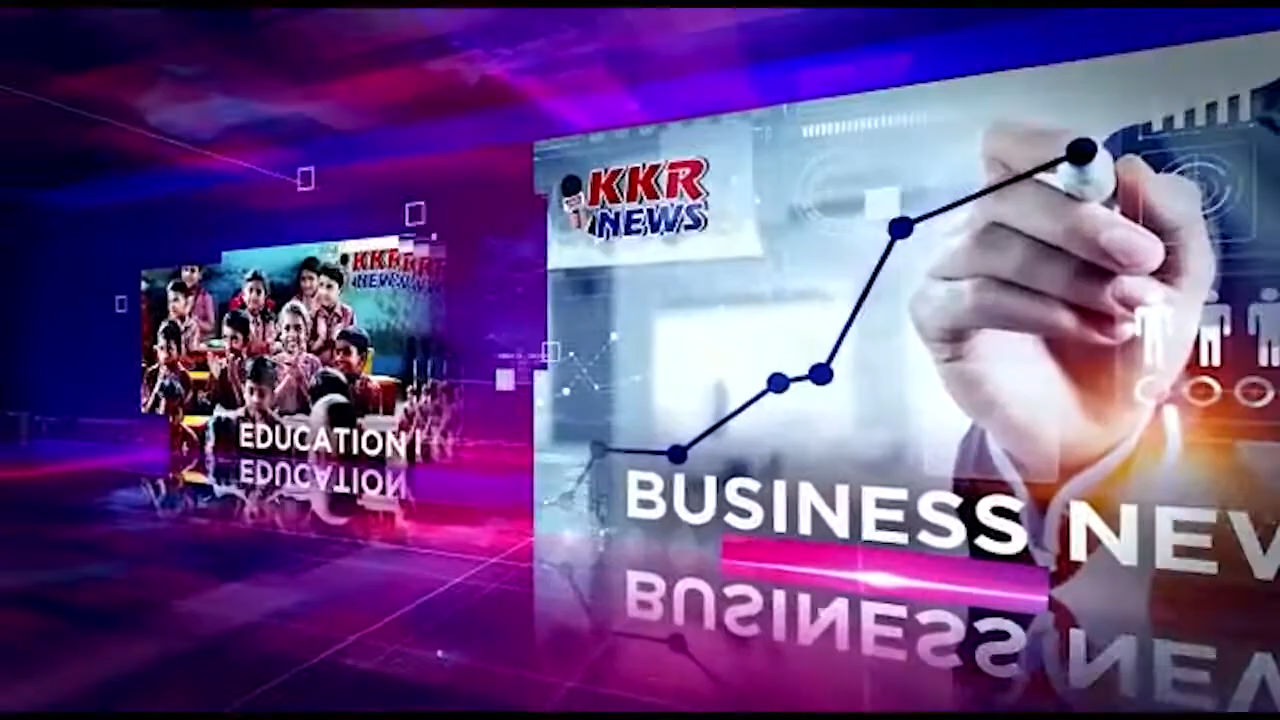 KKR
NEWS
KKR
NEWS
EDUCATION
EDUCATION
BUSINESS NEW
BUSINESS NEW